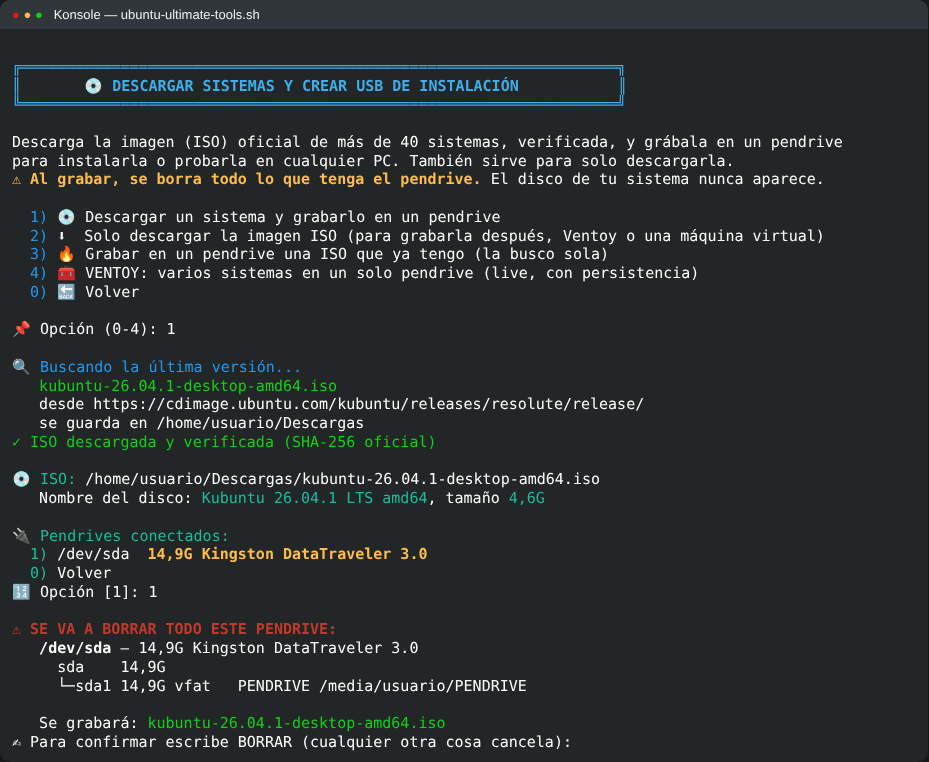 Konsole — ubuntu-ultimate-tools.sh
💿 DESCARGAR SISTEMAS Y CREAR USB DE INSTALACIÓN
Descarga la imagen (ISO) oficial de más de 40 sistemas, verificada, y grábala en un pendrive
para instalarla o probarla en cualquier PC. También sirve para solo descargarla.
⚠ Al grabar, se borra todo lo que tenga el pendrive. El disco de tu sistema nunca aparece.
1) 💿 Descargar un sistema y grabarlo en un pendrive
2) ⬇ Solo descargar la imagen ISO (para grabarla después, Ventoy o una máquina virtual)
3) 🔥 Grabar en un pendrive una ISO que ya tengo (la busco sola)
4) 🧰 VENTOY: varios sistemas en un solo pendrive (live, con persistencia)
0) 🔙 Volver
📌 Opción (0-4): 1
🔍 Buscando la última versión...
kubuntu-26.04.1-desktop-amd64.iso
desde https://cdimage.ubuntu.com/kubuntu/releases/resolute/release/
se guarda en /home/usuario/Descargas
✓ ISO descargada y verificada (SHA-256 oficial)
💿 ISO: /home/usuario/Descargas/kubuntu-26.04.1-desktop-amd64.iso
Nombre del disco: Kubuntu 26.04.1 LTS amd64, tamaño 4,6G
🔌 Pendrives conectados:
1) /dev/sda  14,9G Kingston DataTraveler 3.0
0) Volver
🔢 Opción [1]: 1
⚠ SE VA A BORRAR TODO ESTE PENDRIVE:
/dev/sda — 14,9G Kingston DataTraveler 3.0
sda    14,9G
└─sda1 14,9G vfat   PENDRIVE /media/usuario/PENDRIVE
Se grabará: kubuntu-26.04.1-desktop-amd64.iso
✍ Para confirmar escribe BORRAR (cualquier otra cosa cancela):